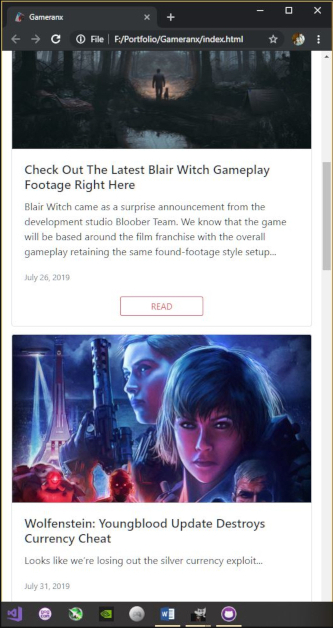 Gameranx
File | F:/Portfolio/Gameranx/index.html
Check Out The Latest Blair Witch Gameplay
Footage Right Here
Blair Witch came as a surprise announcement from the
development studio Bloober Team. We know that the game
will be based around the film franchise with the overall
gameplay retaining the same found-footage style setup...
July 26, 2019
READ
Wolfenstein: Youngblood Update Destroys
Currency Cheat
Looks like we're losing out the silver currency exploit...
July 31, 2019